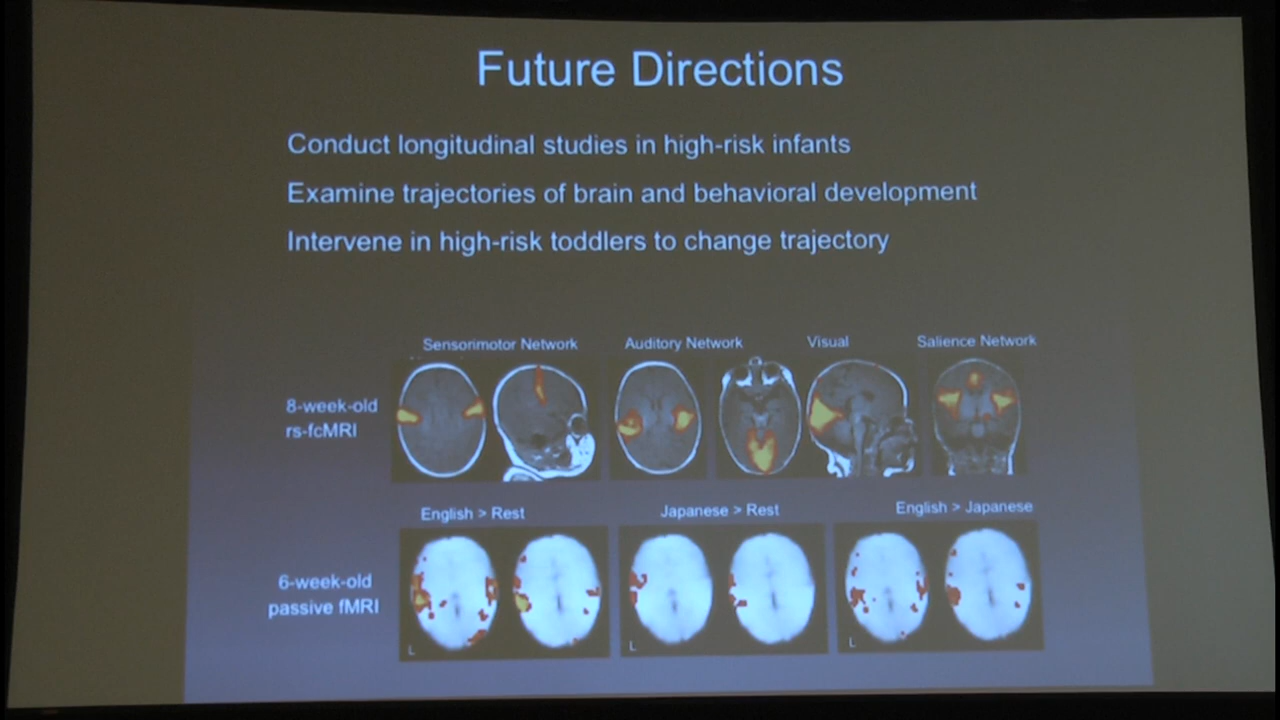 Future Directions
Conduct longitudinal studies in high-risk infants
Examine trajectories of brain and behavioral development
Intervene in high-risk toddlers to change trajectory
Sensorimotor Network
Auditory Network
Visual
Salience Network
8-week-old
rs-fcMRI
English > Rest
Japanese > Rest
English > Japanese
6-week-old
passive fMRI
L
L
L